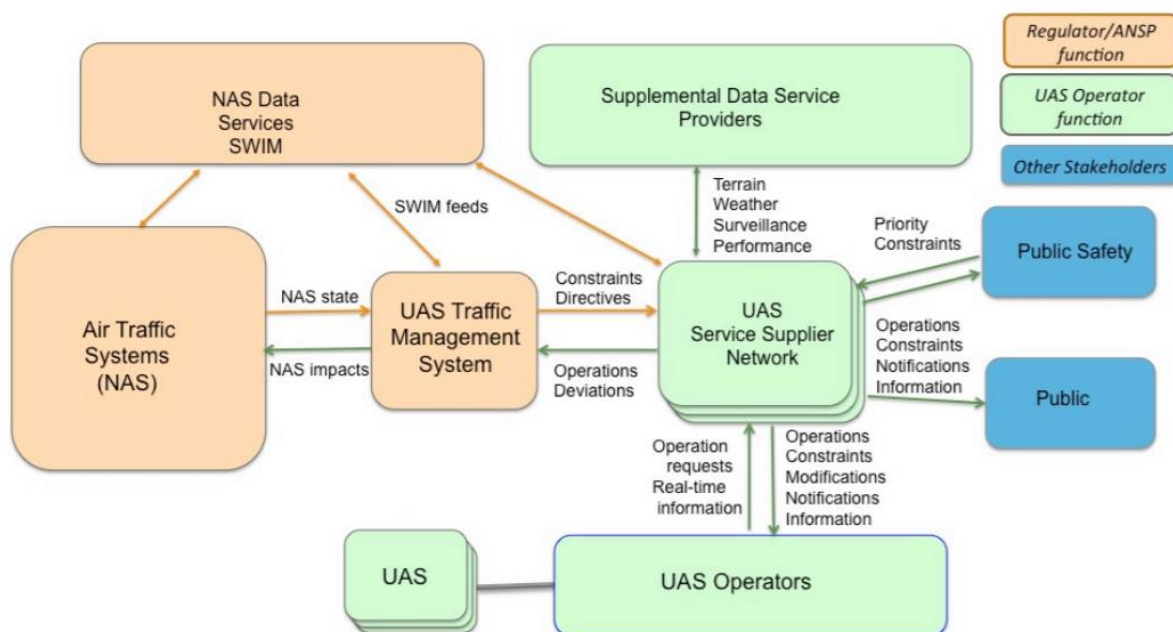 Regulator/ANSP
function
UAS Operator
function
Other Stakeholders
NAS Data
Services
SWIM
Supplemental Data Service
Providers
SWIM feeds
Terrain
Weather
Surveillance
Performance
Priority
Constraints
Public Safety
Air Traffic
Systems
(NAS)
NAS state
NAS impacts
UAS Traffic
Management
System
Constraints
Directives
Operations
Deviations
UAS
Service Supplier
Network
Operations
Constraints
Notifications
Information
Public
Operation
requests
Real-time
information
Operations
Constraints
Modifications
Notifications
Information
UAS
UAS Operators